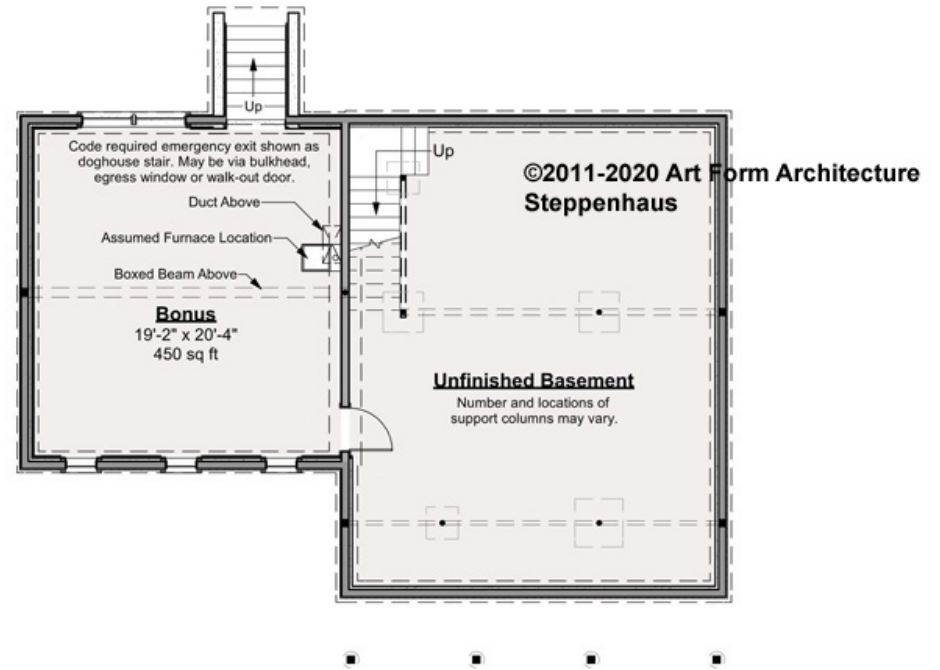 Up
Code required emergency exit shown as
doghouse stair. May be via bulkhead,
egress window or walk-out door.
Up
©2011-2020 Art Form Architecture
Steppenhaus
Duct Above
Assumed Furnace Location
Boxed Beam Above
Bonus
19'-2" x 20'-4"
450 sq ft
Unfinished Basement
Number and locations of
support columns may vary.